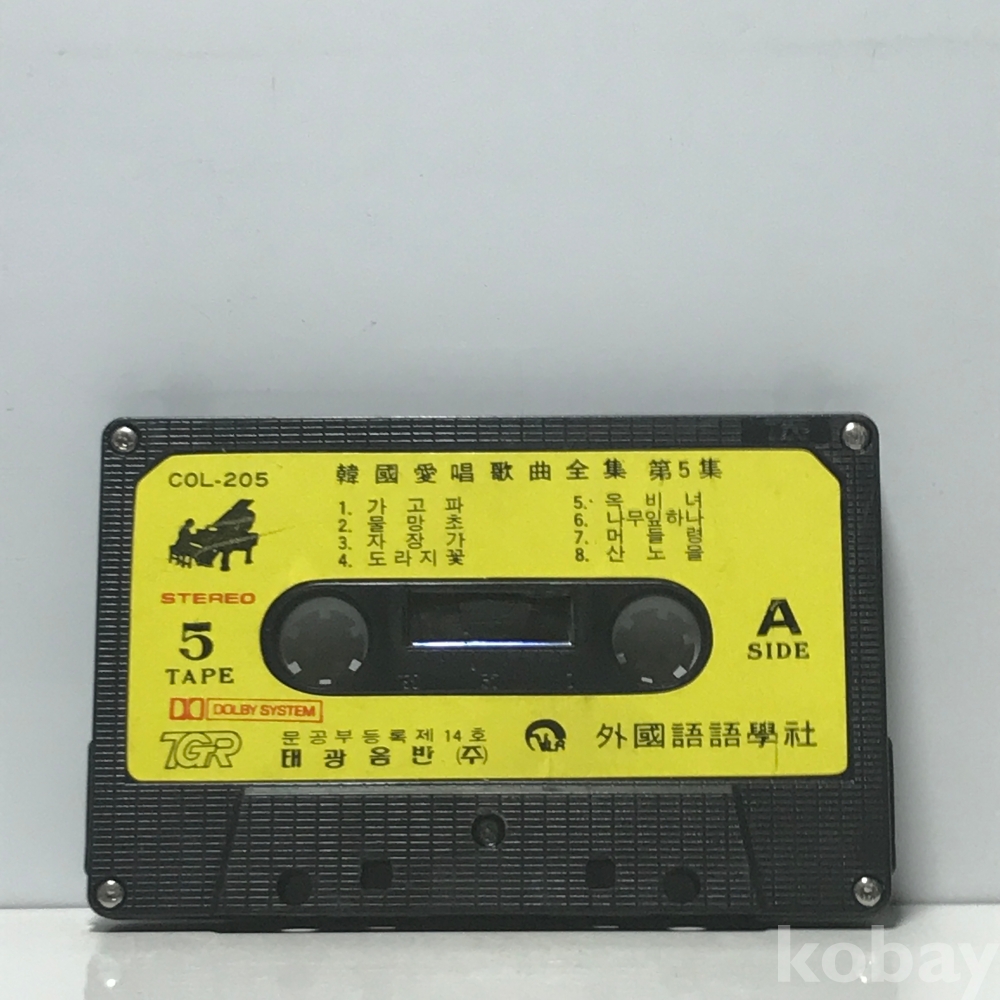 COL-205
韓國愛唱歌曲全集 第5集
1. 가고파
2. 물망초
3. 자장가
4. 도라지꽃
5. 옥비녀
6. 나무잎하나
7. 머들령
8. 산노을
STEREO
5
TAPE
A
SIDE
DOLBY SYSTEM
TGR
문공부등록제14호
태광음반(주)
外國語語學社
kobay